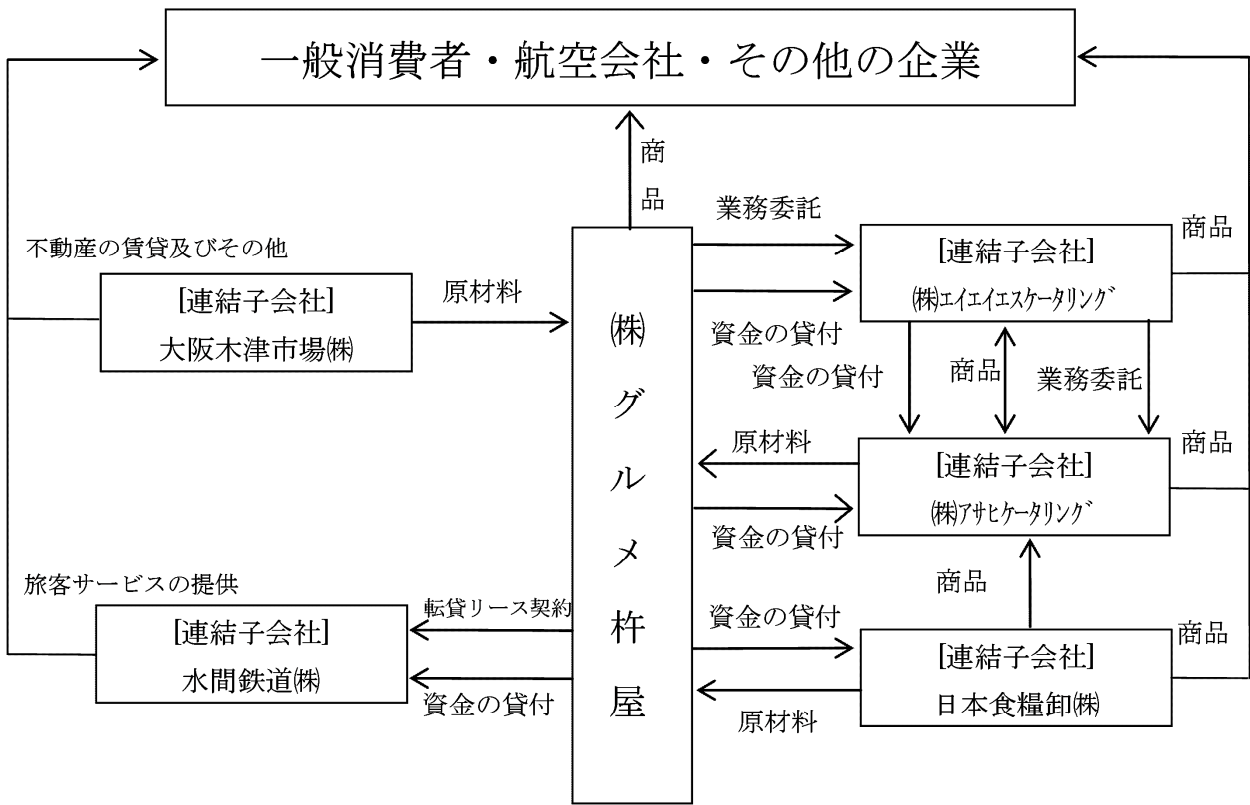 一般消費者・航空会社・その他の企業
商品
業務委託
商品
不動産の賃貸及びその他
[連結子会社]
大阪木津市場㈱
原材料
[連結子会社]
㈱ｴｲｴｲｴｽｹｰﾀﾘﾝｸﾞ
資金の貸付
資金の貸付
商品
業務委託
㈱グルメ杵屋
原材料
商品
[連結子会社]
㈱ｱｻﾋｹｰﾀﾘﾝｸﾞ
資金の貸付
商品
旅客サービスの提供
[連結子会社]
水間鉄道㈱
転貸リース契約
資金の貸付
資金の貸付
商品
[連結子会社]
日本食糧卸㈱
原材料